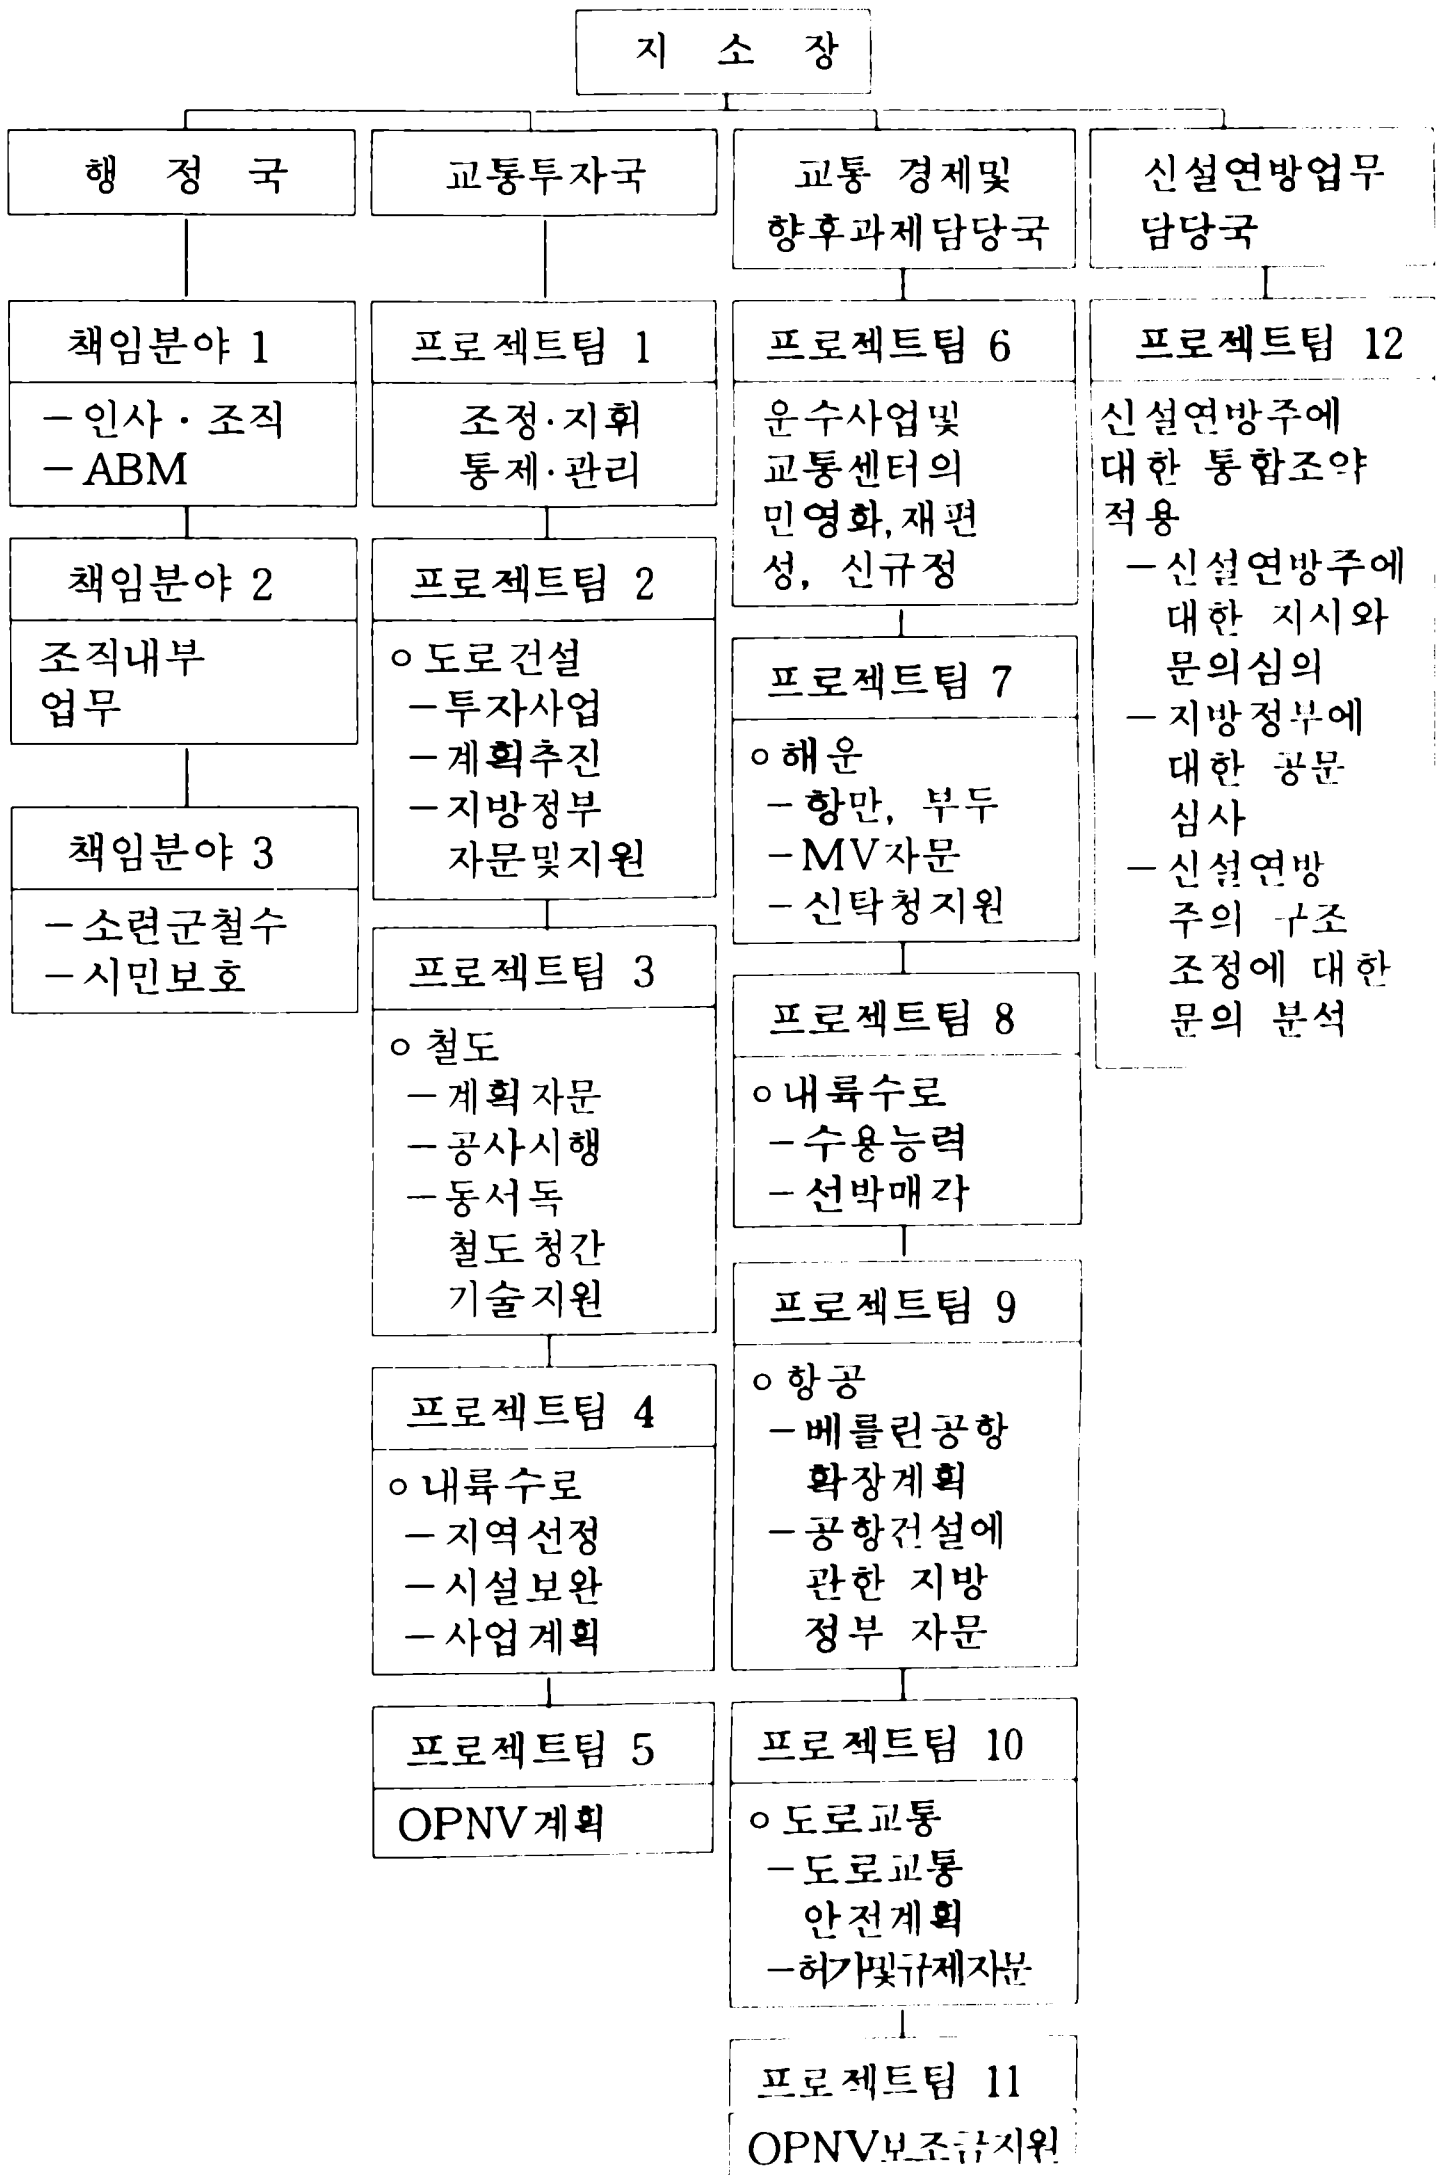 지 소 장
행 정 국
책임분야 1
- 인사 · 조직
- ABM
책임분야 2
조직내부
업무
책임분야 3
- 소련군철수
- 시민보호
교통투자국
프로젝트팀 1
조정·지휘
통제·관리
프로젝트팀 2
○ 도로건설
- 투자사업
- 계획추진
- 지방정부
자문및지원
프로젝트팀 3
○ 철도
- 계획자문
- 공사시행
- 동서독
철도청간
기술지원
프로젝트팀 4
○ 내륙수로
- 지역선정
- 시설보완
- 사업계획
프로젝트팀 5
OPNV계획
교통 경제및
향후과제담당국
프로젝트팀 6
운수사업및
교통센터의
민영화,재편
성, 신규정
프로젝트팀 7
○ 해운
- 항만, 부두
- MV자문
- 신탁청지원
프로젝트팀 8
○ 내륙수로
- 수용능력
- 선박매각
프로젝트팀 9
○ 항공
- 베를린공항
확장계획
- 공항건설에
관한 지방
정부 자문
프로젝트팀 10
○ 도로교통
- 도로교통
안전계획
- 허가및규제자문
프로젝트팀 11
OPNV보조금지원
신설연방업무
담당국
프로젝트팀 12
신설연방주에
대한 통합조약
적용
- 신설연방주에
대한 지시와
문의심의
- 지방정부에
대한 공문
심사
- 신설연방
주의 구조
조정에 대한
문의 분석